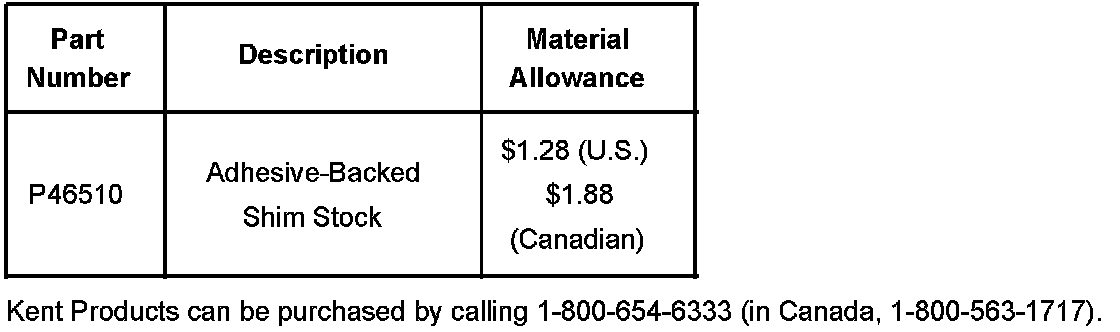 Part
Number
Description
Material
Allowance
P46510
Adhesive-Backed
Shim Stock
$1.28 (U.S.)
$1.88
(Canadian)
Kent Products can be purchased by calling 1-800-654-6333 (in Canada, 1-800-563-1717).